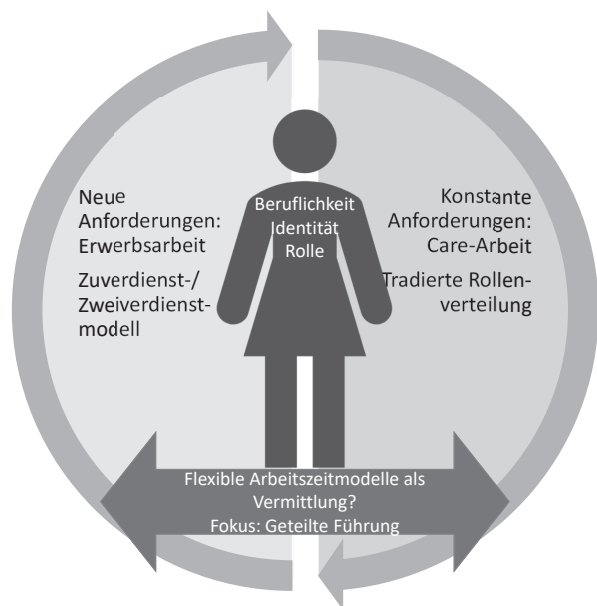 Neue
Anforderungen:
Erwerbsarbeit
Zuverdienst-/
Zweiverdienst-
modell
Beruflichkeit
Identität
Rolle
Konstante
Anforderungen:
Care-Arbeit
Tradierte Rollen-
verteilung
Flexible Arbeitszeitmodelle als
Vermittlung?
Fokus: Geteilte Führung